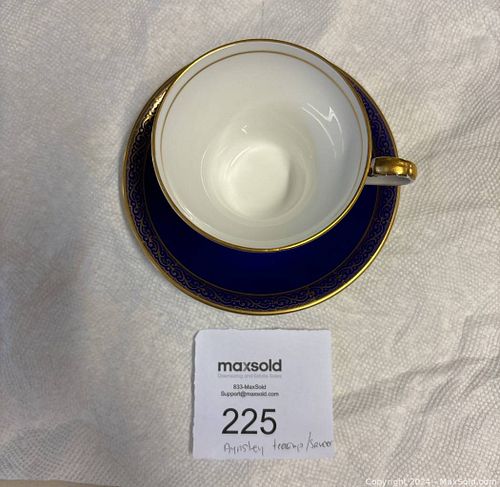 maxsold
Downsizing and Estate Sales
833-MaxSold
Support@maxsold.com
225
Aynsley teacup/saucer
Copyright 2024 - MaxSold.com